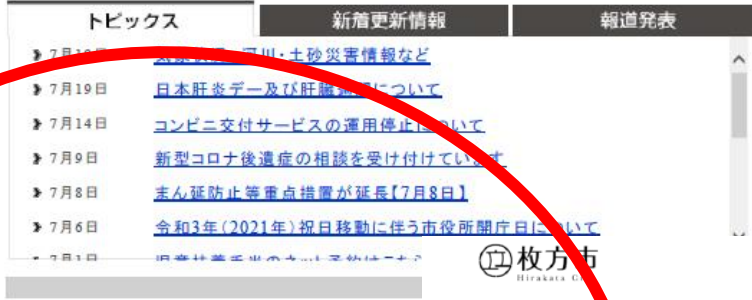 トピックス
新着更新情報
報道発表
・土砂災害情報など
7月19日
日本肝炎デー及び肝臓
について
7月14日
コンビニ交付サービスの運用停止について
7月9日
新型コロナ後遺症の相談を受け付けています
7月8日
まん延防止等重点措置が延長【7月8日】
7月6日
令和3年(2021年)祝日移動に伴う市役所開庁日について
枚方市
Hirakata